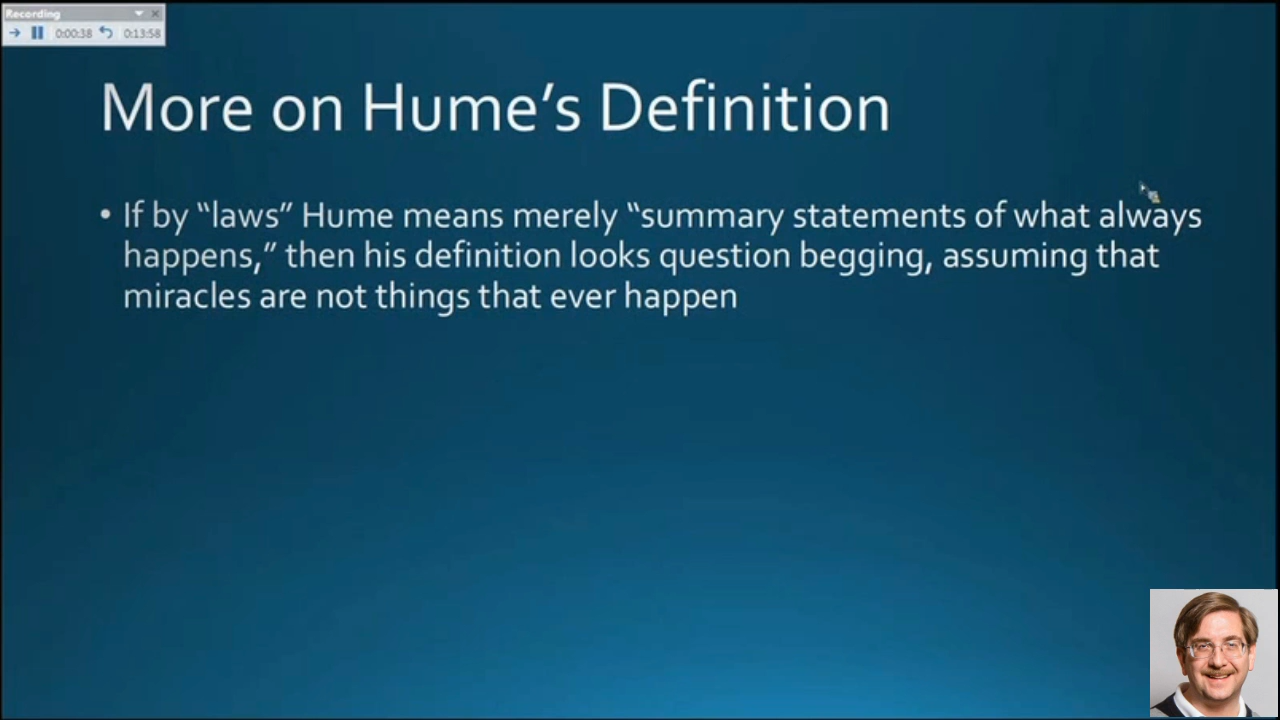 Recording
0:00:38 0:13:58
More on Hume’s Definition
• If by “laws” Hume means merely “summary statements of what always
happens,” then his definition looks question begging, assuming that
miracles are not things that ever happen